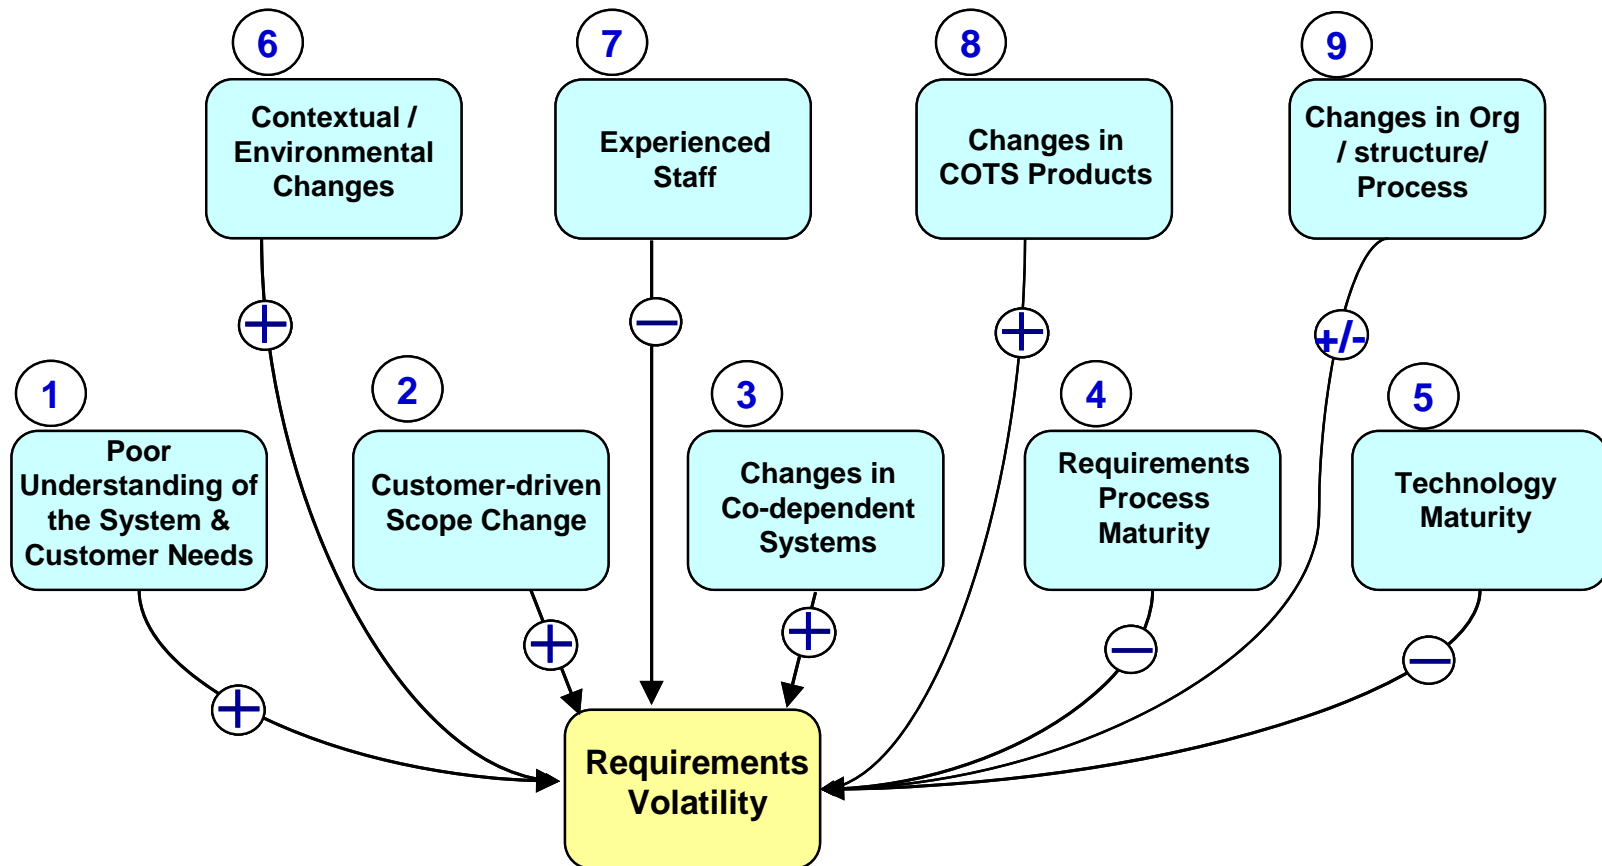 6
7
8
9
Contextual /
Environmental
Changes
Experienced
Staff
Changes in
COTS Products
Changes in Org
/ structure/
Process
+
−
+
+/-
1
2
3
4
5
Poor
Understanding of
the System &
Customer Needs
Customer-driven
Scope Change
Changes in
Co-dependent
Systems
Requirements
Process
Maturity
Technology
Maturity
+
+
+
−
−
Requirements
Volatility